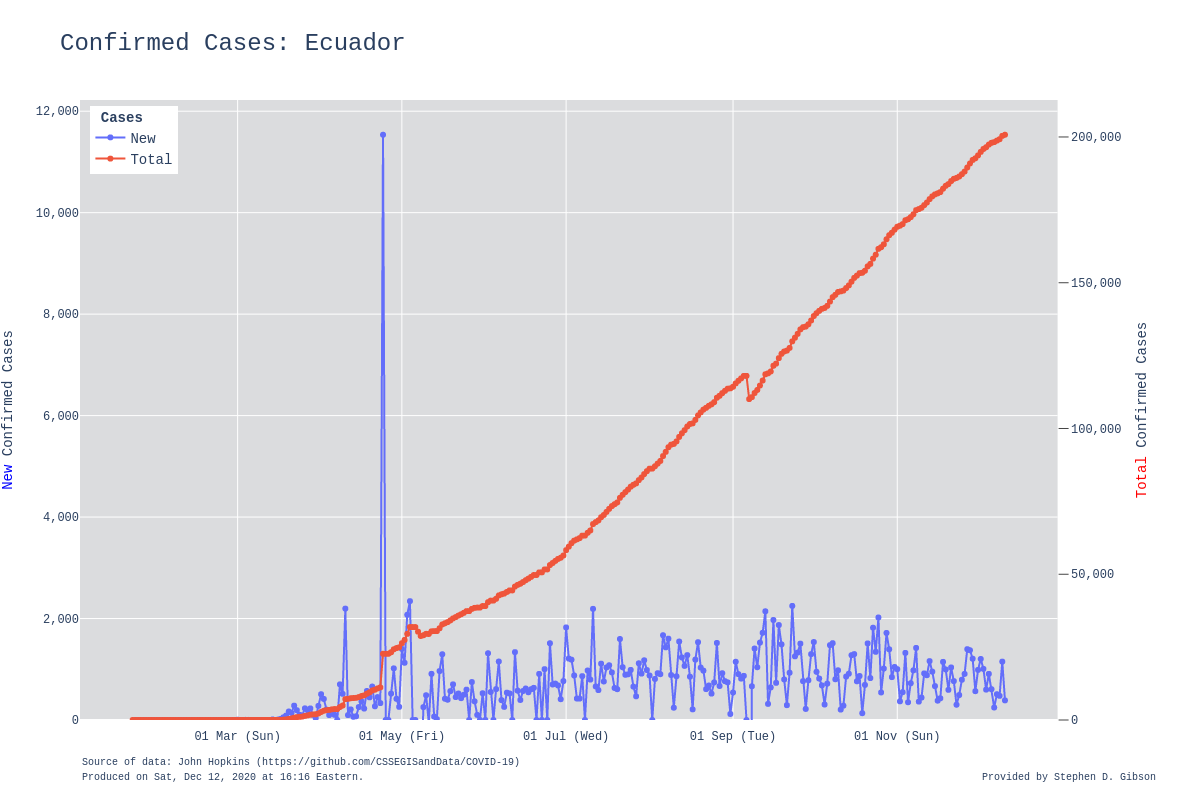 Confirmed Cases: Ecuador
Cases
New
Total
12,000
10,000
8,000
6,000
4,000
2,000
0
New Confirmed Cases
200,000
150,000
100,000
50,000
0
Total Confirmed Cases
01 Mar (Sun)
01 May (Fri)
01 Jul (Wed)
01 Sep (Tue)
01 Nov (Sun)
Source of data: John Hopkins (https://github.com/CSSEGISandData/COVID-19)
Produced on Sat, Dec 12, 2020 at 16:16 Eastern.
Provided by Stephen D. Gibson